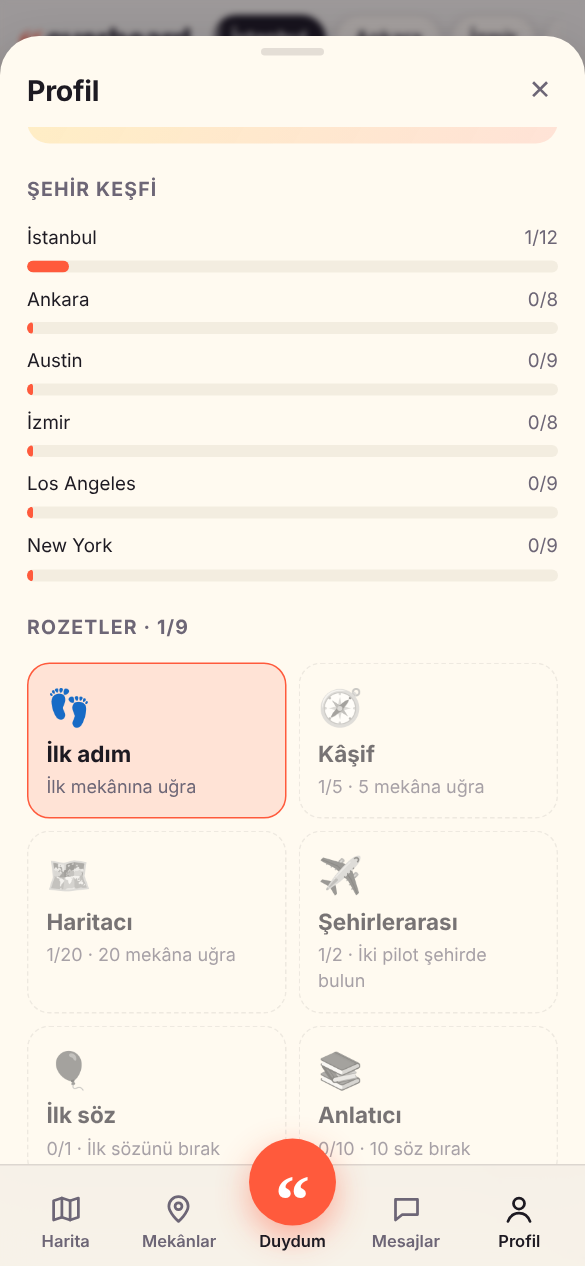 Profil
ŞEHİR KEŞFİ
İstanbul 1/12
Ankara 0/8
Austin 0/9
İzmir 0/8
Los Angeles 0/9
New York 0/9
ROZETLER · 1/9
İlk adım
İlk mekânına uğra
Kâşif
1/5 · 5 mekâna uğra
Haritacı
1/20 · 20 mekâna uğra
Şehirlerarası
1/2 · İki pilot şehirde
bulun
İlk söz
0/1 · İlk sözünü bırak
Anlatıcı
0/10 · 10 söz bırak
Harita
Mekânlar
Duydum
Mesajlar
Profil